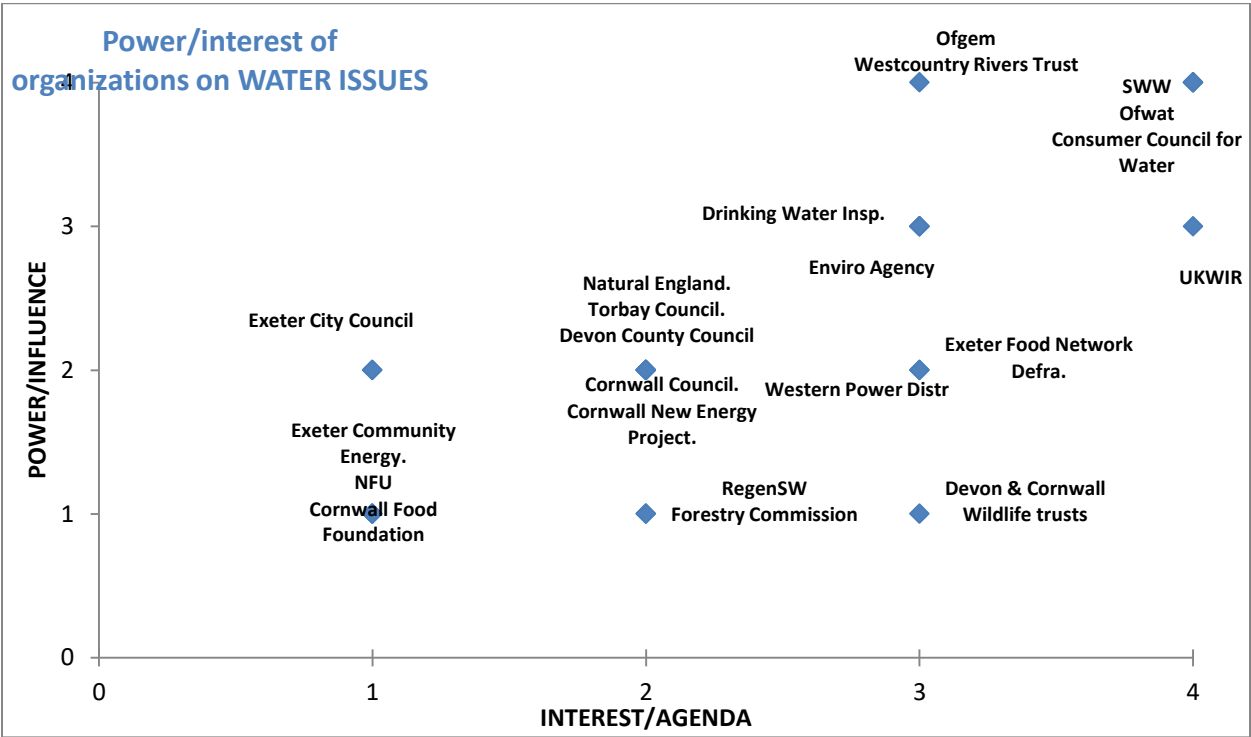 Power/interest of
organizations on WATER ISSUES
Ofgem
Westcountry Rivers Trust
4
SWW
Ofwat
Consumer Council for
Water
Drinking Water Insp.
3
Enviro Agency
UKWIR
Natural England.
Torbay Council.
Devon County Council
Exeter City Council
Exeter Food Network
Defra.
2
Cornwall Council.
Cornwall New Energy
Project.
Western Power Distr
Exeter Community
Energy.
NFU
Cornwall Food
Foundation
RegenSW
Forestry Commission
Devon & Cornwall
Wildlife trusts
1
0
POWER/INFLUENCE
0 1 2 3 4
INTEREST/AGENDA